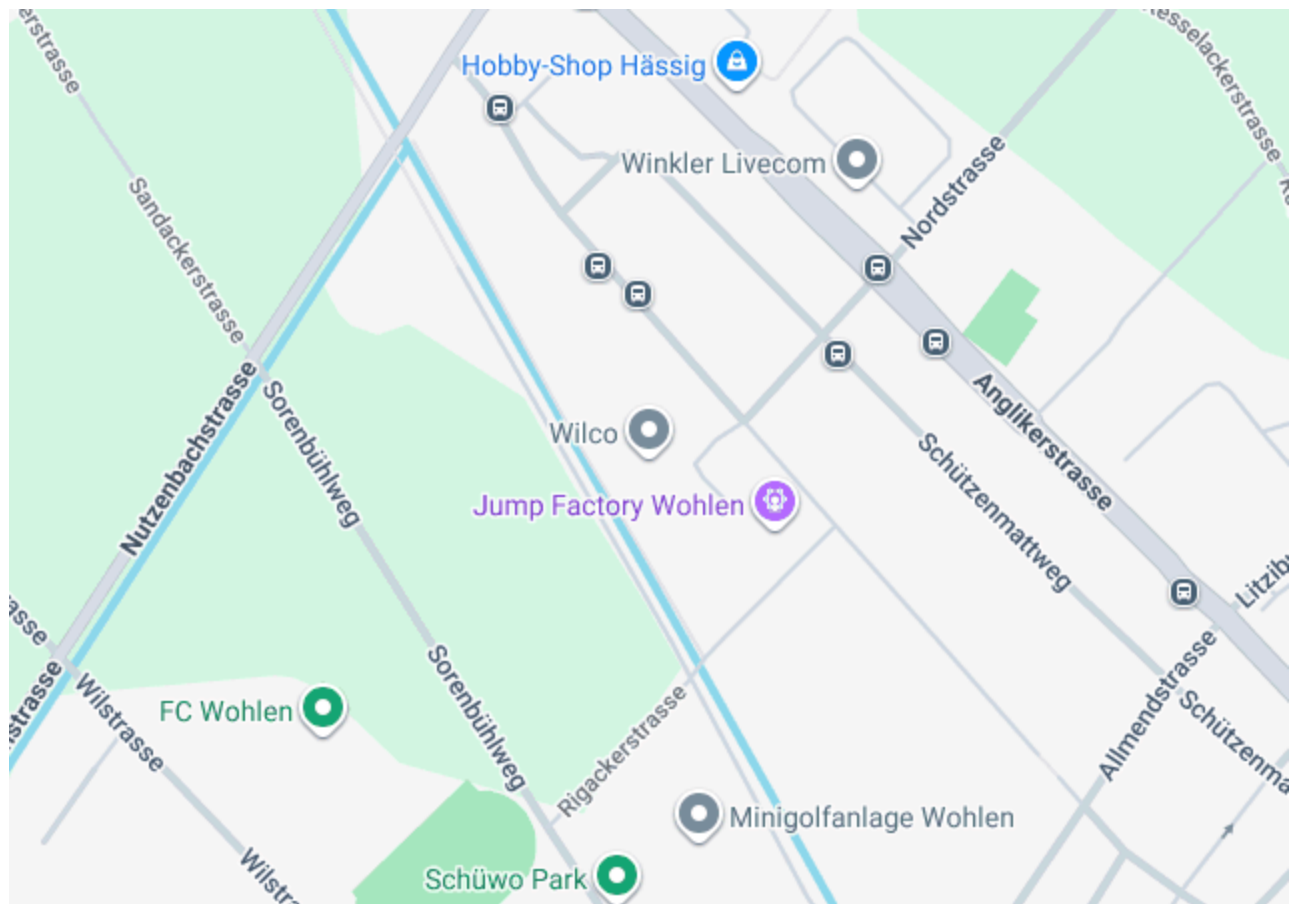 Hobby-Shop Hässig
Winkler Livecom
Nordstrasse
Sandackerstrasse
Nutzenbachstrasse
Sorenbühlweg
Wilco
Anglikerstrasse
Schützenmattweg
Jump Factory Wohlen
Allmendstrasse
Sorenbühlweg
Wilstrasse
FC Wohlen
Rigackerstrasse
Minigolfanlage Wohlen
Wilstrasse
Schüwo Park